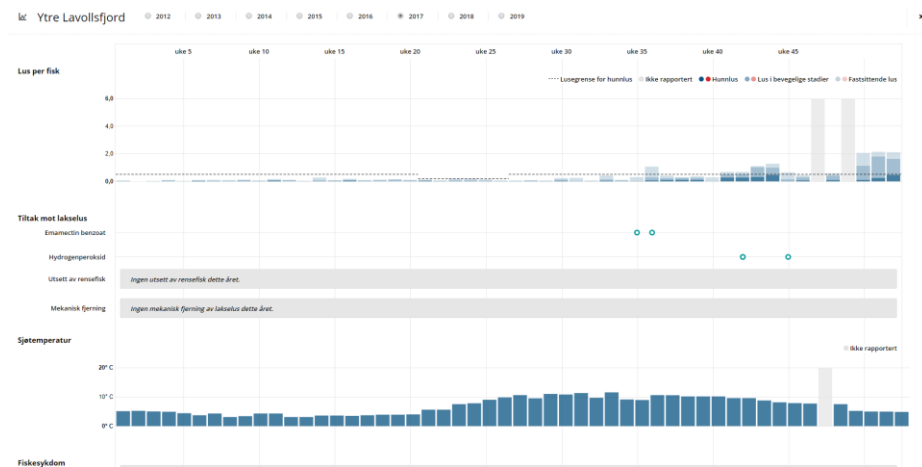 Ytre Lavollsfjord 2012 2013 2014 2015 2016 2017 2018 2019
uke 5 uke 10 uke 15 uke 20 uke 25 uke 30 uke 35 uke 40 uke 45
Lus per fisk
Lusegrense for hunnlus Ikke rapportert Hunnlus Lus i bevegelige stadier Fastsittende lus
6,0
4,0
2,0
0,0
Tiltak mot lakselus
Emamectin benzoat
Hydrogenperoksid
Utsett av rensefisk Ingen utsett av rensefisk dette året.
Mekanisk fjerning Ingen mekanisk fjerning av lakselus dette året.
Sjøtemperatur
Ikke rapportert
20° C
10° C
0° C
Fiskesykdom